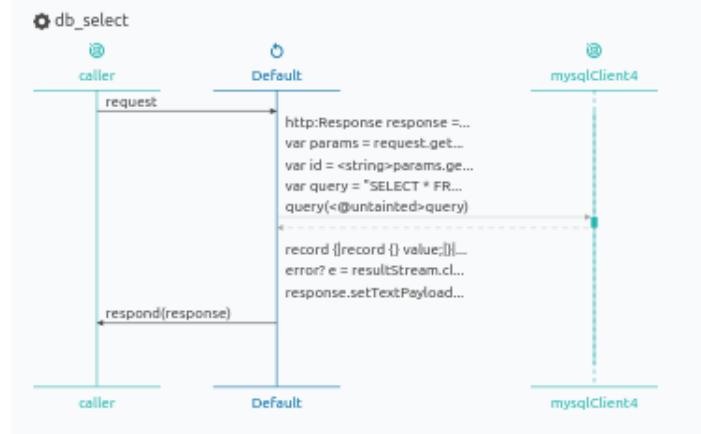 db_select
caller
Default
mysqlClient4
request
http:Response response =...
var params = request.get...
var id = <string>params.ge...
var query = "SELECT * FR...
query(<@untainted>query)
record {|record {} value;|}|...
error? e = resultStream.cl...
response.setTextPayload...
respond(response)
caller
Default
mysqlClient4